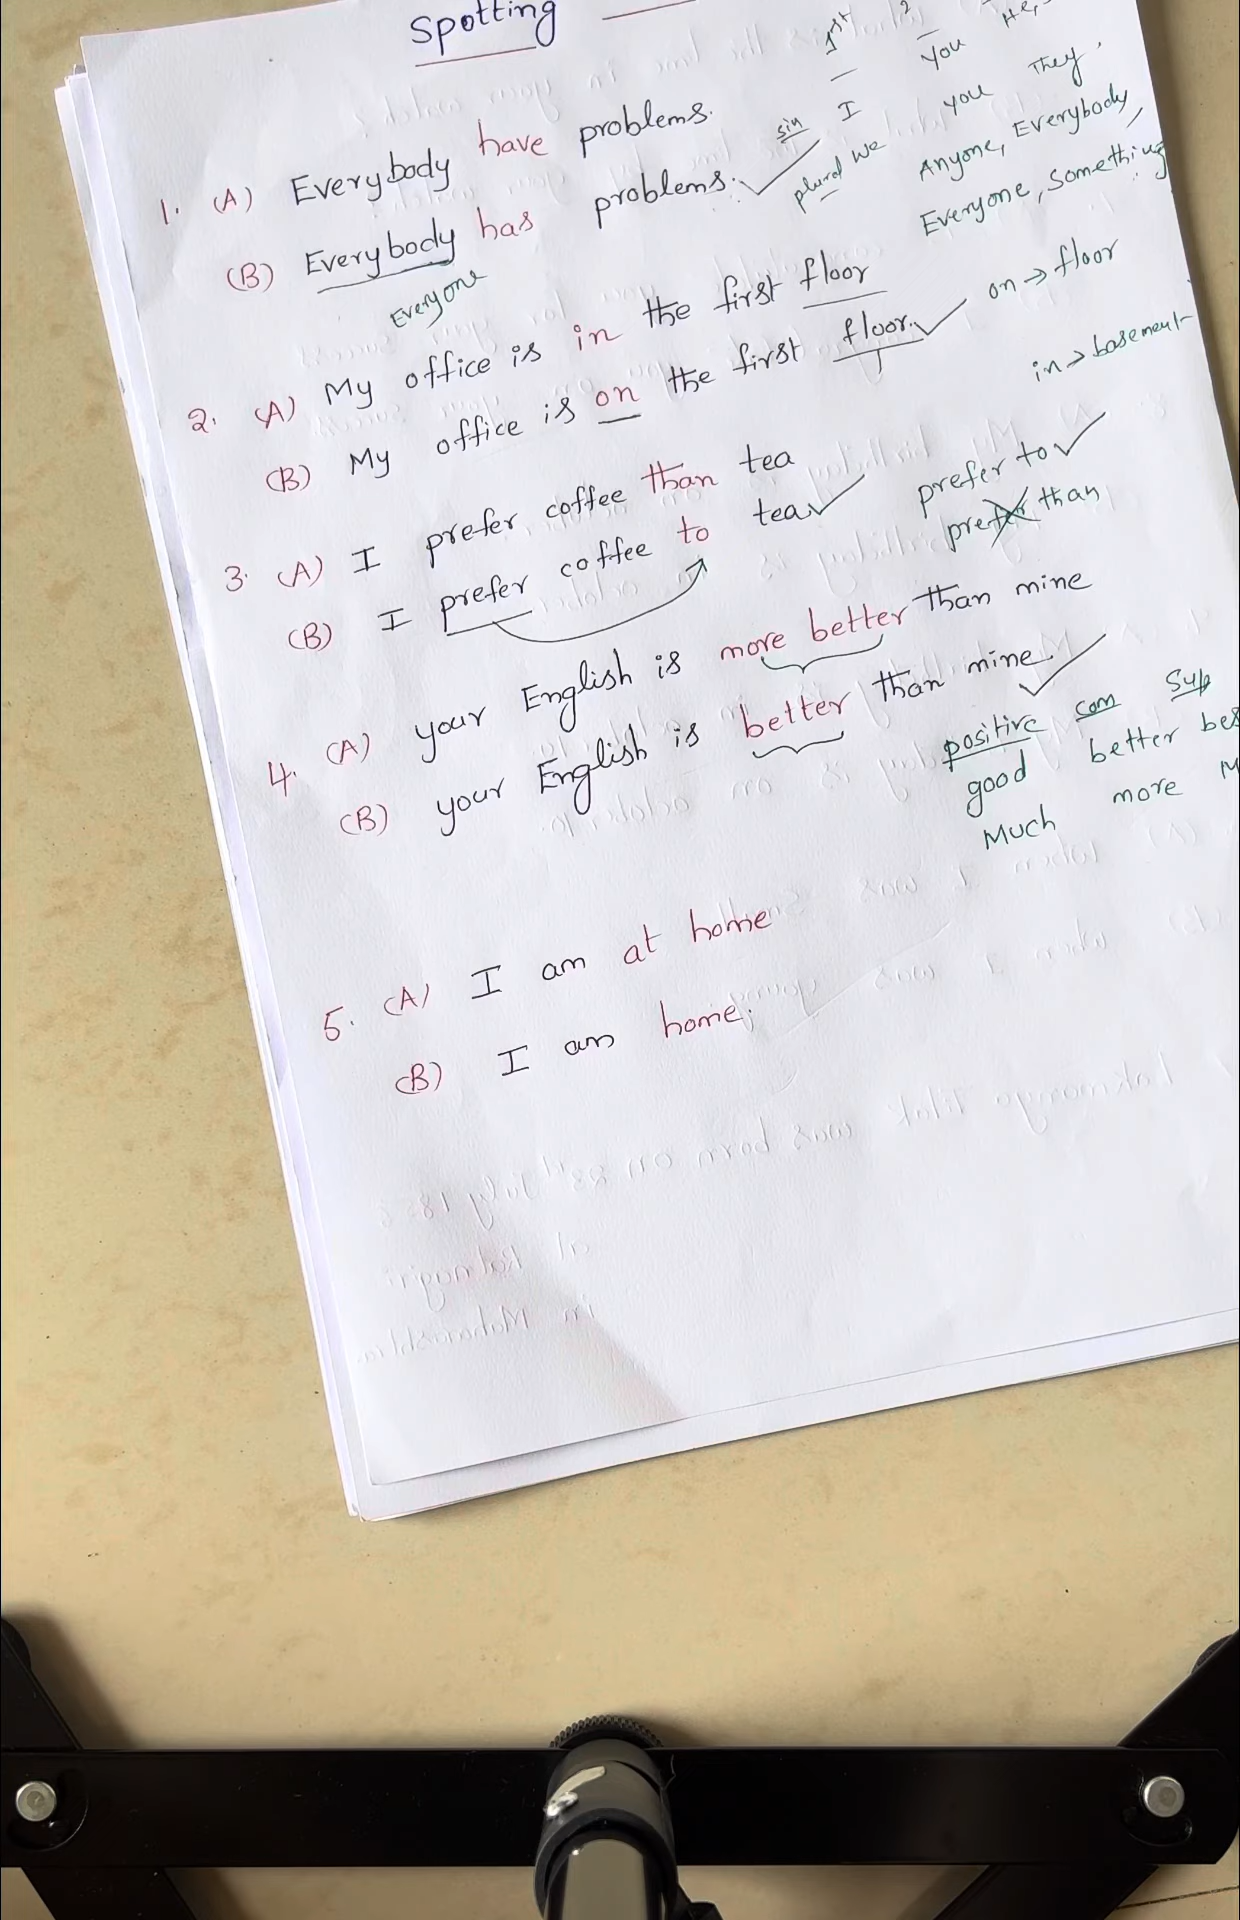 Spotting
1st 2 He,
sin I You
plural we you They.
1. (A) Everybody have problems.
(B) Everybody has problems.
Everyone
Anyone, Everybody,
Everyone, Something
2. (A) My office is in the first floor
(B) My office is on the first floor.
on → floor
in → basement
3. (A) I prefer coffee than tea
(B) I prefer coffee to tea
prefer to
prefer than
4. (A) your English is more better than mine
(B) your English is better than mine
positive com Sup
good better bes
Much more M
5. (A) I am at home
(B) I am home.